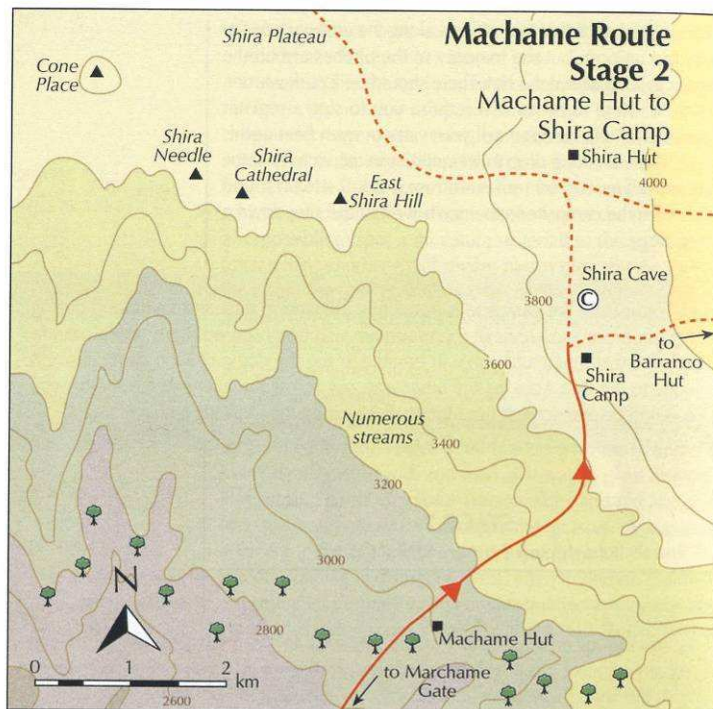 Machame Route
Stage 2
Machame Hut to
Shira Camp
Shira Plateau
Cone
Place
Shira
Needle
Shira
Cathedral
East
Shira Hill
Shira Hut
4000
Shira Cave
C
3800
to
Barranco
Hut
3600
Shira
Camp
Numerous
streams
3400
3200
3000
N
2800
Machame Hut
0 1 2
km
to Marchame
Gate
2600